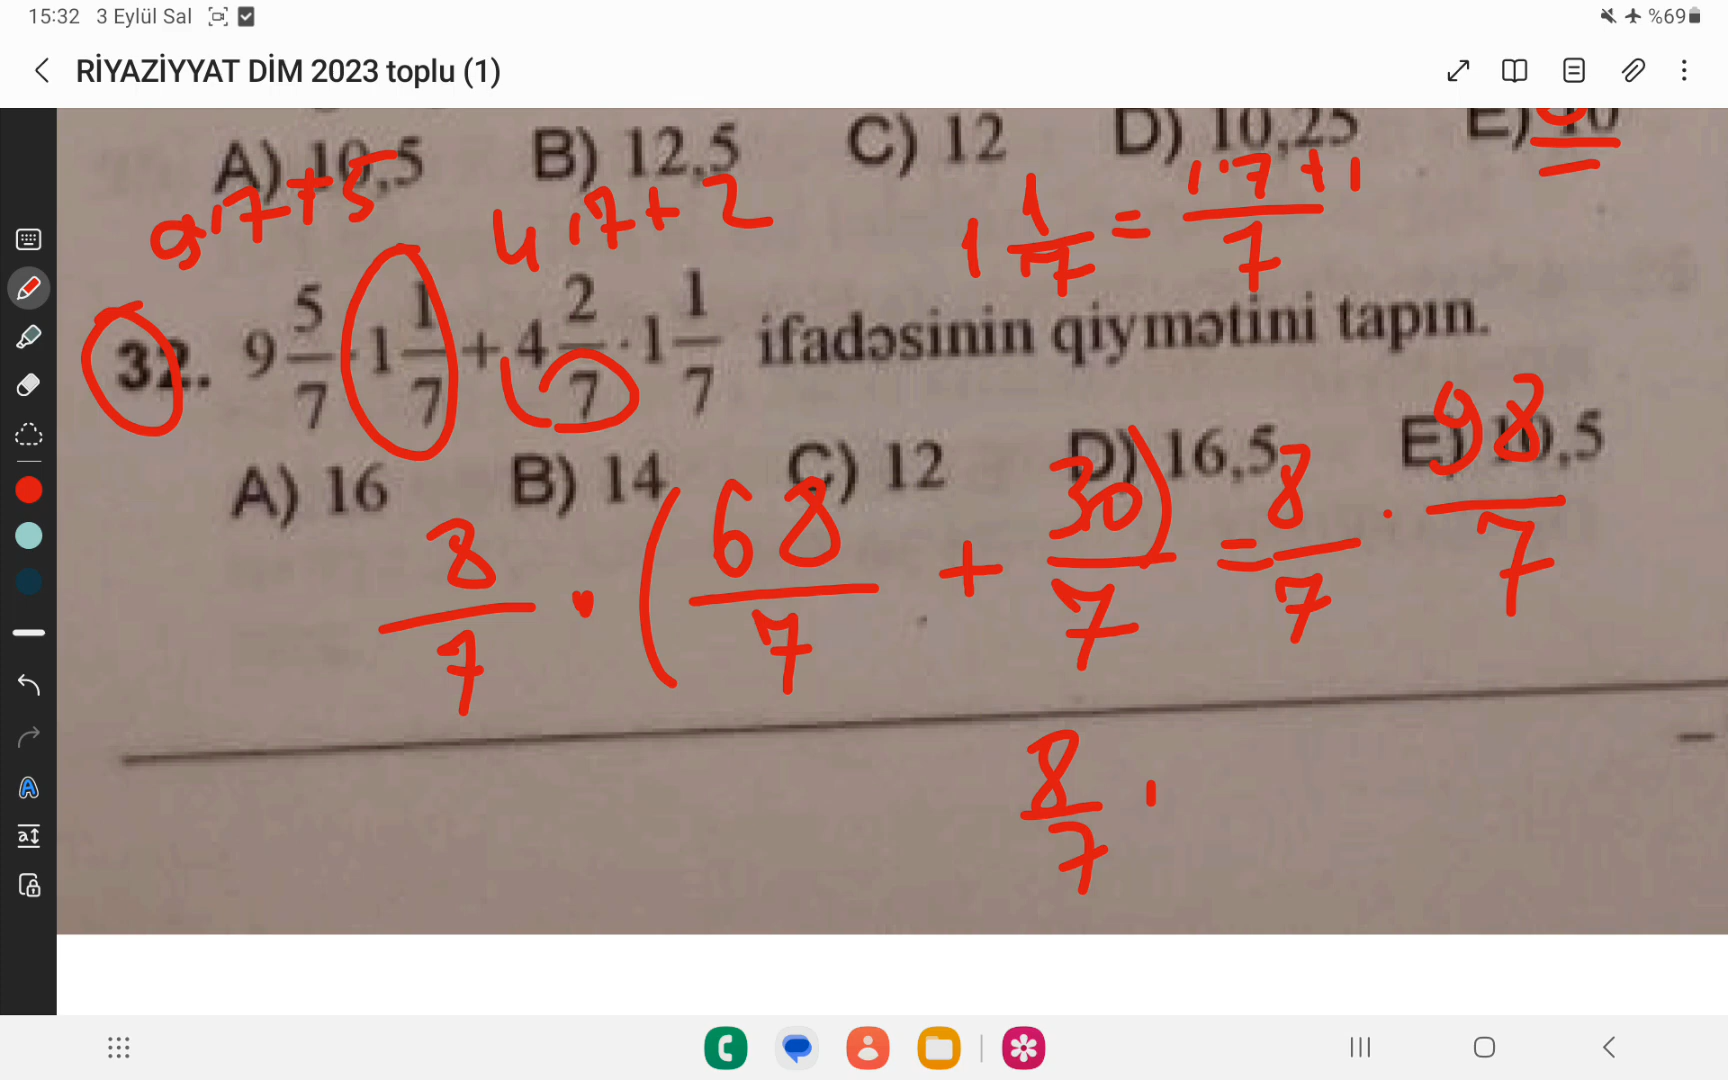 15:32 3 Eylül Sal %69
RİYAZİYYAT DİM 2023 toplu (1)
A) 10,5 B) 12,5 C) 12 D) 10,25 E) 10
9·7+5 4·7+2 1 1/7 = 1·7+1/7
32. 9 5/7 · 1 1/7 + 4 2/7 · 1 1/7 ifadəsinin qiymətini tapın.
A) 16 B) 14 C) 12 D) 16,5 E) 10,5
8/7 · (68/7 + 30/7) = 8/7 · 98/7
8/7 ·